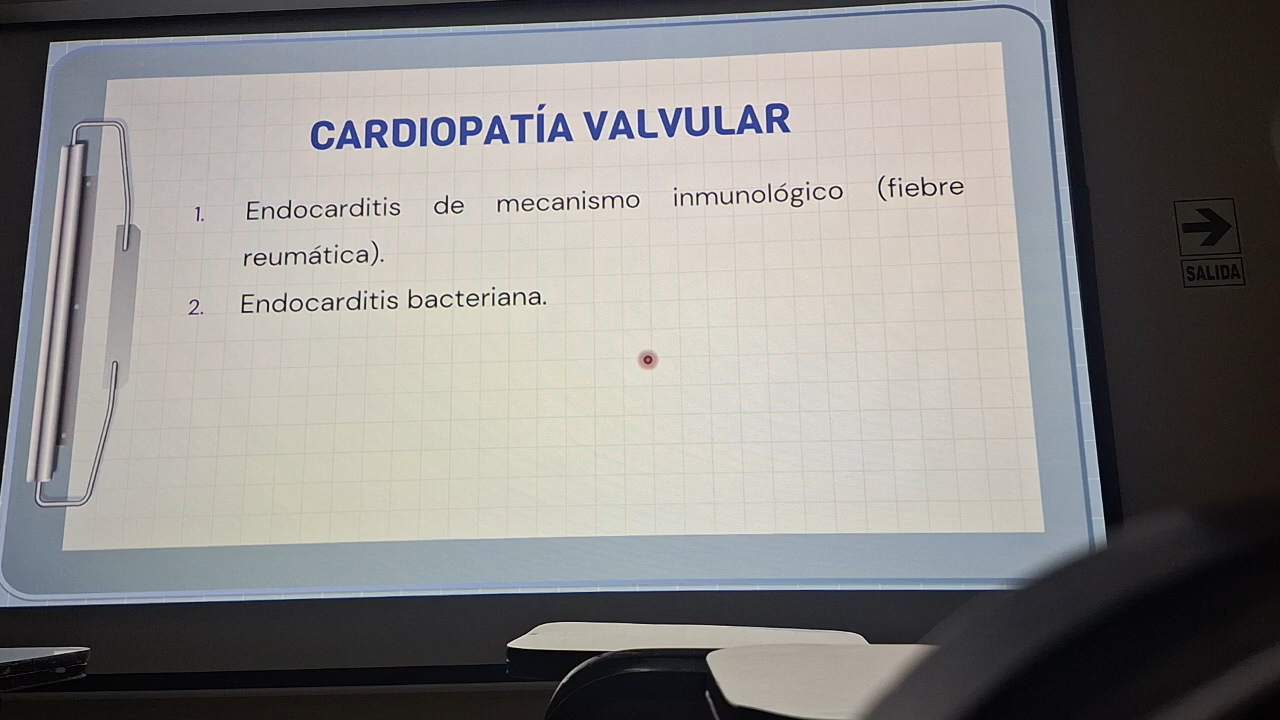 CARDIOPATÍA VALVULAR
1. Endocarditis de mecanismo inmunológico (fiebre
reumática).
2. Endocarditis bacteriana.
SALIDA